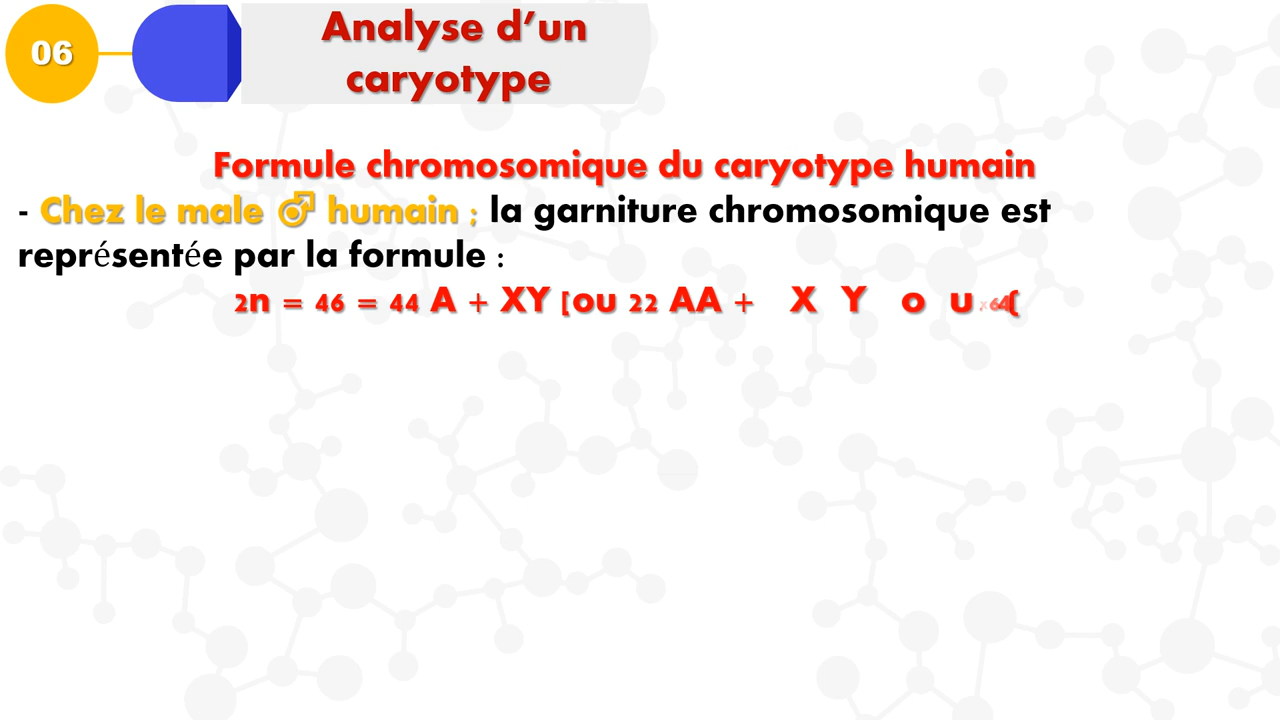 06
Analyse d’un
caryotype
Formule chromosomique du caryotype humain
- Chez le male ♂ humain ; la garniture chromosomique est
représentée par la formule :
2n = 46 = 44 A + XY [ou 22 AA + X Y o u